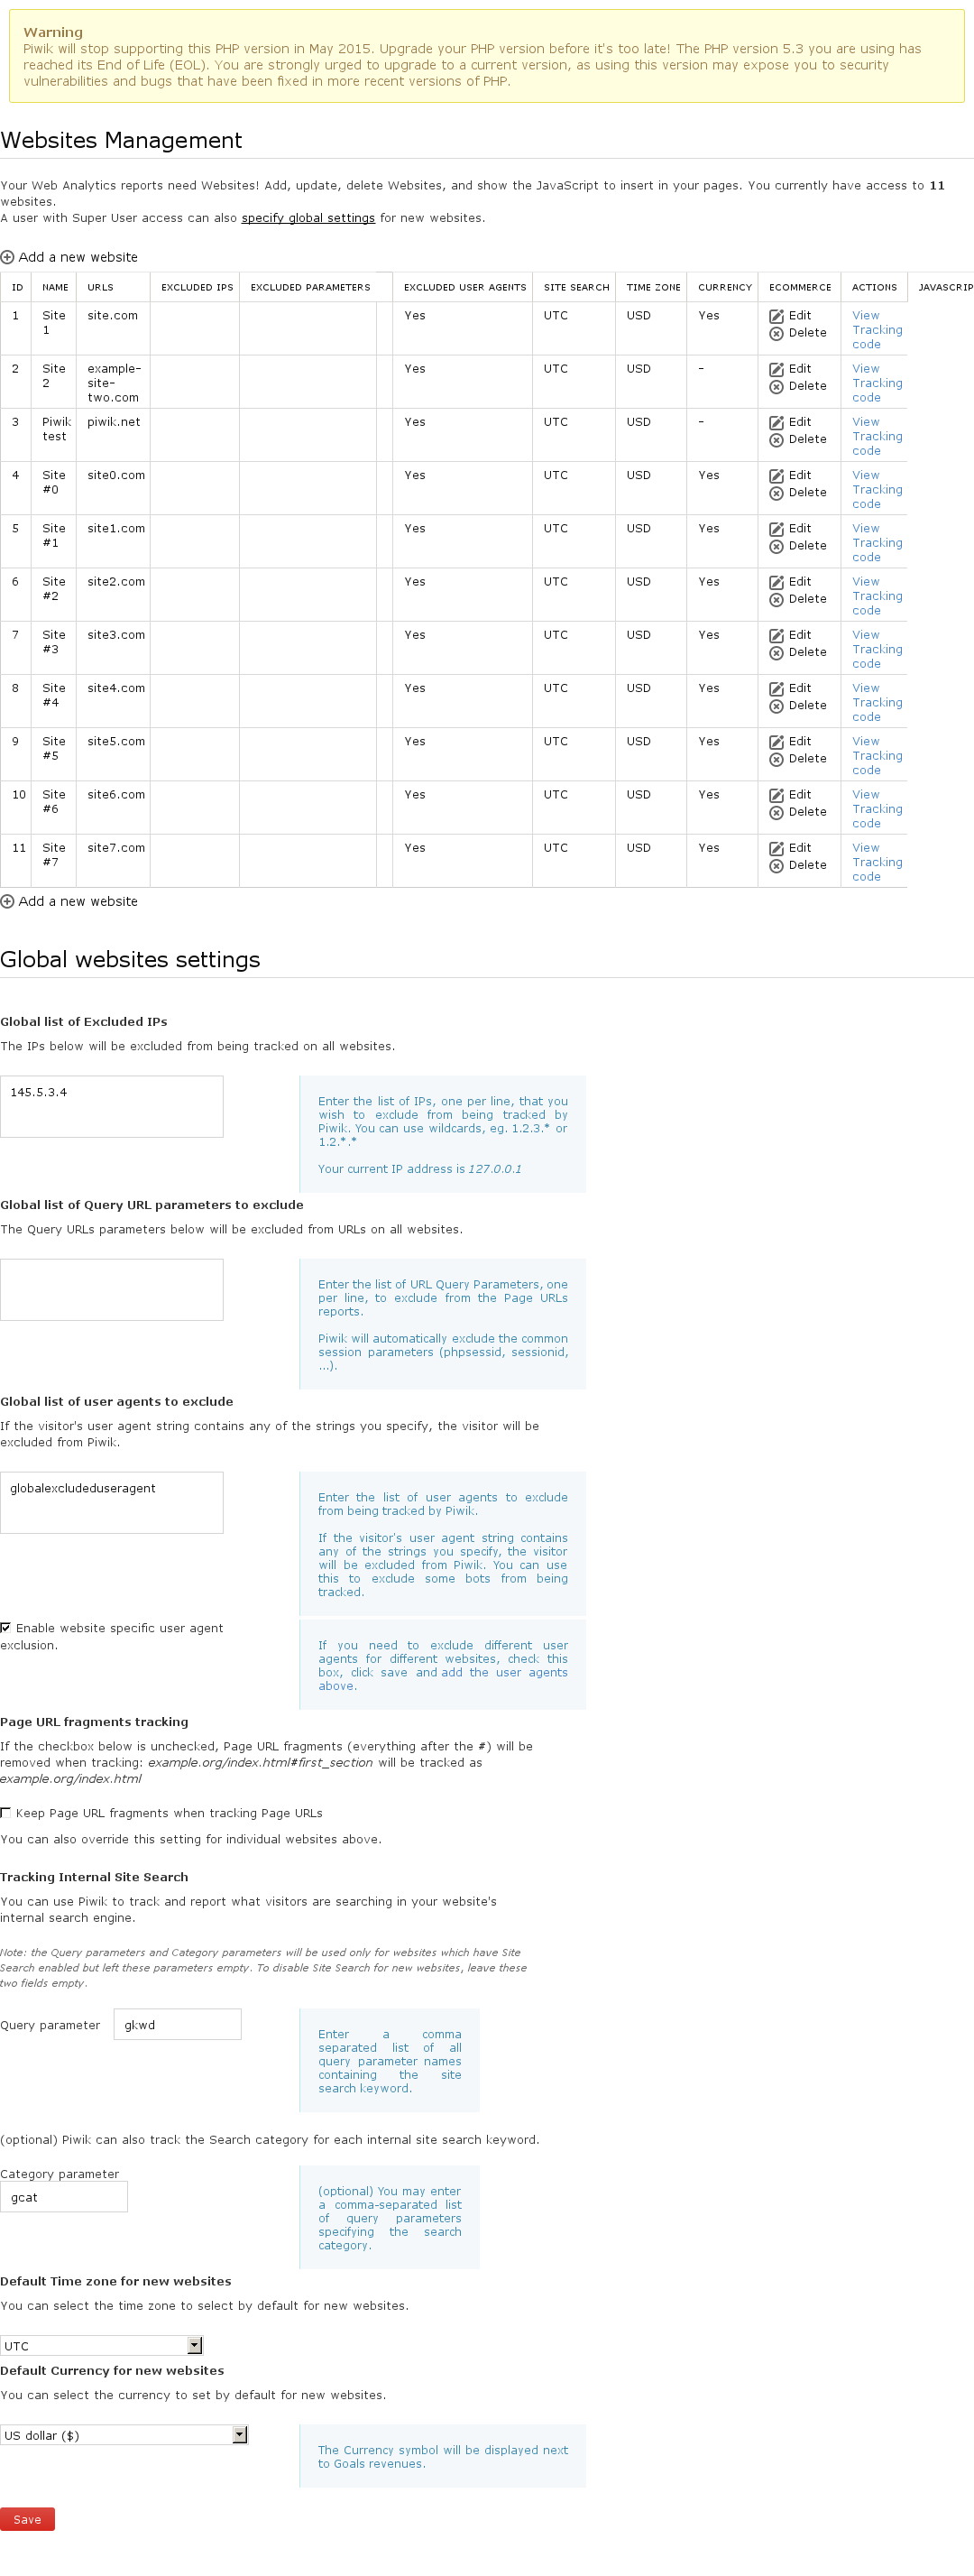 Warning
Piwik will stop supporting this PHP version in May 2015. Upgrade your PHP version before it's too late! The PHP version 5.3 you are using has
reached its End of Life (EOL). You are strongly urged to upgrade to a current version, as using this version may expose you to security
vulnerabilities and bugs that have been fixed in more recent versions of PHP.
Websites Management
Your Web Analytics reports need Websites! Add, update, delete Websites, and show the JavaScript to insert in your pages. You currently have access to 11
websites.
A user with Super User access can also specify global settings for new websites.
Add a new website
ID NAME URLS EXCLUDED IPS EXCLUDED PARAMETERS EXCLUDED USER AGENTS SITE SEARCH TIME ZONE CURRENCY ECOMMERCE ACTIONS JAVASCRIP
1 Site site.com Yes UTC USD Yes Edit View
1 Delete Tracking
code
2 Site example- Yes UTC USD - Edit View
2 site- Delete Tracking
two.com code
3 Piwik piwik.net Yes UTC USD - Edit View
test Delete Tracking
code
4 Site site0.com Yes UTC USD Yes Edit View
#0 Delete Tracking
code
5 Site site1.com Yes UTC USD Yes Edit View
#1 Delete Tracking
code
6 Site site2.com Yes UTC USD Yes Edit View
#2 Delete Tracking
code
7 Site site3.com Yes UTC USD Yes Edit View
#3 Delete Tracking
code
8 Site site4.com Yes UTC USD Yes Edit View
#4 Delete Tracking
code
9 Site site5.com Yes UTC USD Yes Edit View
#5 Delete Tracking
code
10 Site site6.com Yes UTC USD Yes Edit View
#6 Delete Tracking
code
11 Site site7.com Yes UTC USD Yes Edit View
#7 Delete Tracking
code
Add a new website
Global websites settings
Global list of Excluded IPs
The IPs below will be excluded from being tracked on all websites.
145.5.3.4
Enter the list of IPs, one per line, that you
wish to exclude from being tracked by
Piwik. You can use wildcards, eg. 1.2.3.* or
1.2.*.*
Your current IP address is 127.0.0.1
Global list of Query URL parameters to exclude
The Query URLs parameters below will be excluded from URLs on all websites.
Enter the list of URL Query Parameters, one
per line, to exclude from the Page URLs
reports.
Piwik will automatically exclude the common
session parameters (phpsessid, sessionid,
...).
Global list of user agents to exclude
If the visitor's user agent string contains any of the strings you specify, the visitor will be
excluded from Piwik.
globalexcludeduseragent
Enter the list of user agents to exclude
from being tracked by Piwik.
If the visitor's user agent string contains
any of the strings you specify, the visitor
will be excluded from Piwik. You can use
this to exclude some bots from being
tracked.
Enable website specific user agent
exclusion.
If you need to exclude different user
agents for different websites, check this
box, click save and add the user agents
above.
Page URL fragments tracking
If the checkbox below is unchecked, Page URL fragments (everything after the #) will be
removed when tracking: example.org/index.html#first_section will be tracked as
example.org/index.html
Keep Page URL fragments when tracking Page URLs
You can also override this setting for individual websites above.
Tracking Internal Site Search
You can use Piwik to track and report what visitors are searching in your website's
internal search engine.
Note: the Query parameters and Category parameters will be used only for websites which have Site
Search enabled but left these parameters empty. To disable Site Search for new websites, leave these
two fields empty.
Query parameter gkwd
Enter a comma
separated list of all
query parameter names
containing the site
search keyword.
(optional) Piwik can also track the Search category for each internal site search keyword.
Category parameter
gcat
(optional) You may enter
a comma-separated list
of query parameters
specifying the search
category.
Default Time zone for new websites
You can select the time zone to select by default for new websites.
UTC
Default Currency for new websites
You can select the currency to set by default for new websites.
US dollar ($)
The Currency symbol will be displayed next
to Goals revenues.
Save